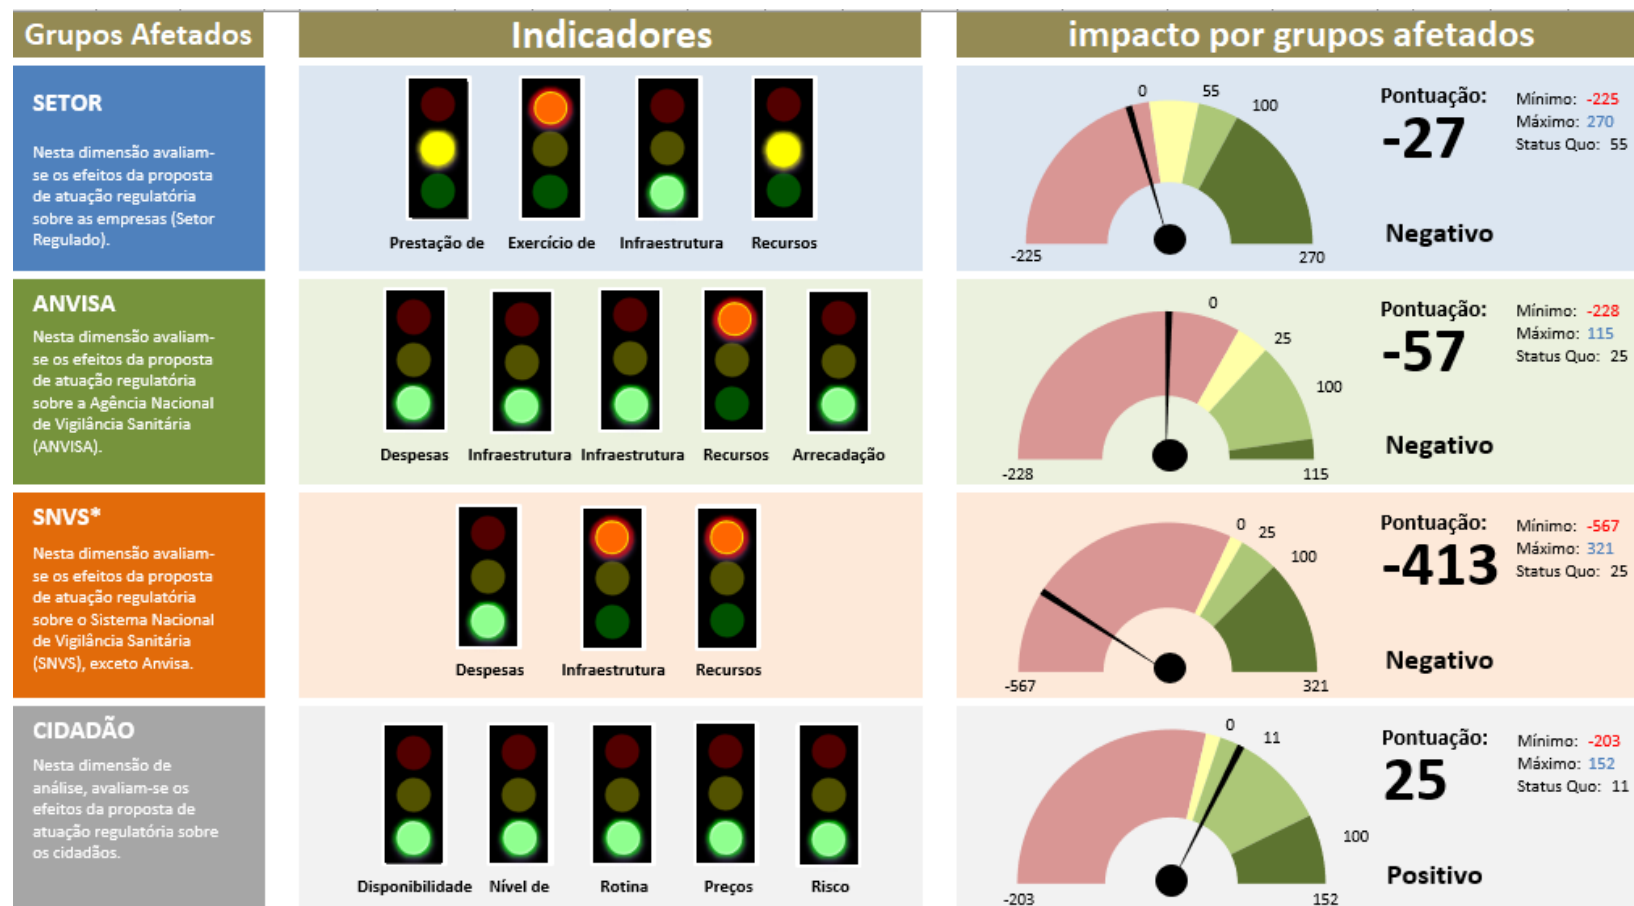 Grupos Afetados
Indicadores
impacto por grupos afetados
SETOR
Nesta dimensão avaliam-
se os efeitos da proposta
de atuação regulatória
sobre as empresas (Setor
Regulado).
Prestação de
Exercício de
Infraestrutura
Recursos
0
55
100
-225
270
Pontuação:
-27
Negativo
Mínimo: -225
Máximo: 270
Status Quo: 55
ANVISA
Nesta dimensão avaliam-
se os efeitos da proposta
de atuação regulatória
sobre a Agência Nacional
de Vigilância Sanitária
(ANVISA).
Despesas
Infraestrutura
Infraestrutura
Recursos
Arrecadação
0
25
100
-228
115
Pontuação:
-57
Negativo
Mínimo: -228
Máximo: 115
Status Quo: 25
SNVS*
Nesta dimensão avaliam-
se os efeitos da proposta
de atuação regulatória
sobre o Sistema Nacional
de Vigilância Sanitária
(SNVS), exceto Anvisa.
Despesas
Infraestrutura
Recursos
0
25
100
-567
321
Pontuação:
-413
Negativo
Mínimo: -567
Máximo: 321
Status Quo: 25
CIDADÃO
Nesta dimensão de
análise, avaliam-se os
efeitos da proposta de
atuação regulatória sobre
os cidadãos.
Disponibilidade
Nível de
Rotina
Preços
Risco
0
11
100
-203
152
Pontuação:
25
Positivo
Mínimo: -203
Máximo: 152
Status Quo: 11